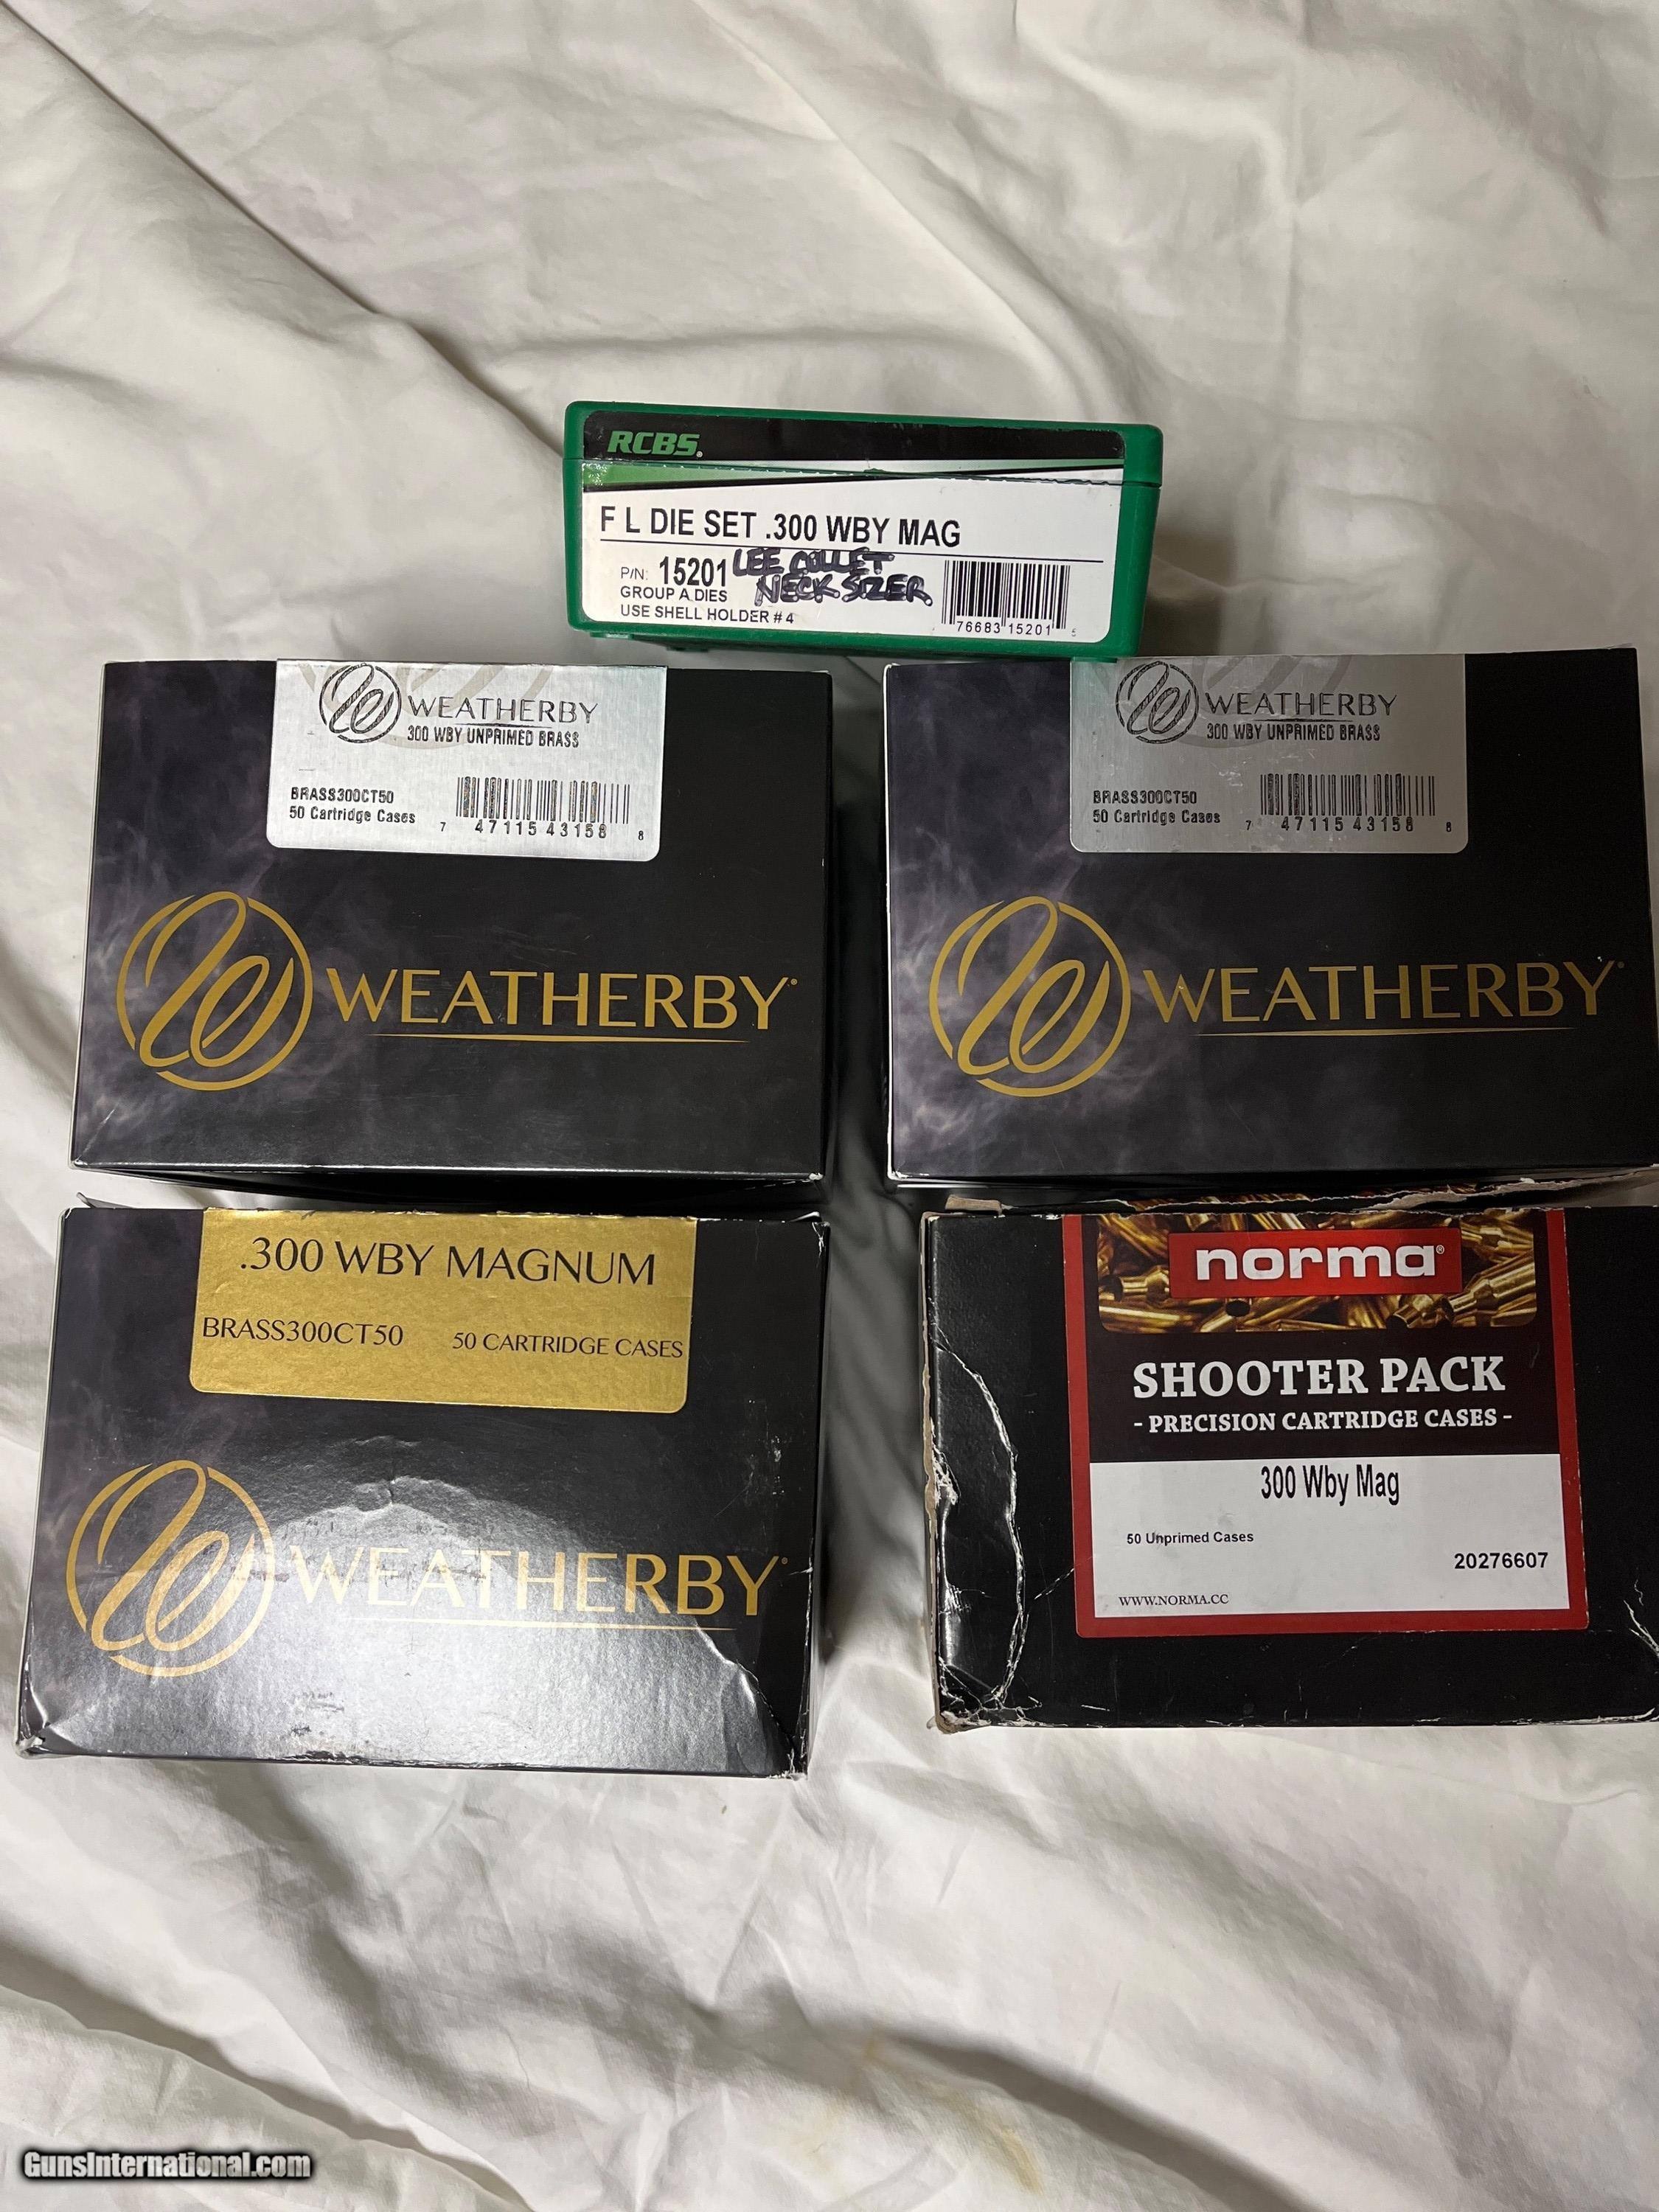 RCBS.
F L DIE SET .300 WBY MAG
P/N: 15201 LEE COLLET
NECK SIZER
GROUP A DIES
USE SHELL HOLDER # 4
76683 15201 5
WEATHERBY
300 WBY UNPRIMED BRASS
BRASS300CT50
50 Cartridge Cases
7 47115 43158 8
WEATHERBY®
WEATHERBY
300 WBY UNPRIMED BRASS
BRASS300CT50
50 Cartridge Cases
7 47115 43158 8
WEATHERBY®
.300 WBY MAGNUM
BRASS300CT50 50 CARTRIDGE CASES
WEATHERBY®
norma®
SHOOTER PACK
- PRECISION CARTRIDGE CASES -
300 Wby Mag
50 Unprimed Cases
20276607
WWW.NORMA.CC
GunsInternational.com